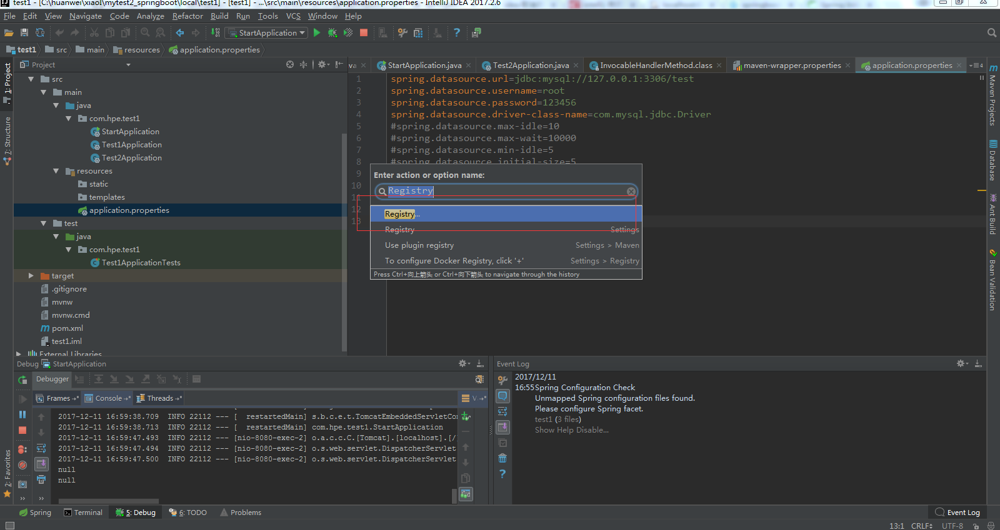 test1 - [C:\huanwei\xiaol\mytest2_springboot\local\test1] - [test1] - ...\src\main\resources\application.properties - IntelliJ IDEA 2017.2.6
File Edit View Navigate Code Analyze Refactor Build Run Tools VCS Window Help
StartApplication
test1 src main resources application.properties
Project
StartApplication.java Test2Application.java InvocableHandlerMethod.class maven-wrapper.properties application.properties
1: Project
7: Structure
2: Favorites
src
main
java
com.hpe.test1
StartApplication
Test1Application
Test2Application
resources
static
templates
application.properties
test
java
com.hpe.test1
Test1ApplicationTests
target
.gitignore
mvnw
mvnw.cmd
pom.xml
test1.iml
External Libraries
1 spring.datasource.url=jdbc:mysql://127.0.0.1:3306/test
2 spring.datasource.username=root
3 spring.datasource.password=123456
4 spring.datasource.driver-class-name=com.mysql.jdbc.Driver
5 #spring.datasource.max-idle=10
6 #spring.datasource.max-wait=10000
7 #spring.datasource.min-idle=5
8 #spring.datasource.initial-size=5
9
10
11
12
13
Enter action or option name:
Registry
Registry...
Registry Settings
Use plugin registry Settings > Maven
To configure Docker Registry, click '+' Settings > Registry
Press Ctrl+向上箭头 or Ctrl+向下箭头 to navigate through the history
Maven Projects
Database
Ant Build
Bean Validation
Debug StartApplication
Debugger
Frames Console Threads V
2017-12-11 16:59:38.709 INFO 22112 --- [ restartedMain] s.b.c.e.t.TomcatEmbeddedServletCo
2017-12-11 16:59:38.713 INFO 22112 --- [ restartedMain] com.hpe.test1.StartApplication
2017-12-11 16:59:47.493 INFO 22112 --- [nio-8080-exec-2] o.a.c.c.C.[Tomcat].[localhost].[/]
2017-12-11 16:59:47.494 INFO 22112 --- [nio-8080-exec-2] o.s.web.servlet.DispatcherServlet
2017-12-11 16:59:47.500 INFO 22112 --- [nio-8080-exec-2] o.s.web.servlet.DispatcherServlet
null
null
Event Log
2017/12/11
16:55 Spring Configuration Check
Unmapped Spring configuration files found.
Please configure Spring facet.
test1 (3 files)
Show Help Disable...
Spring Terminal 5: Debug 6: TODO Problems Event Log
13:1 CRLF UTF-8